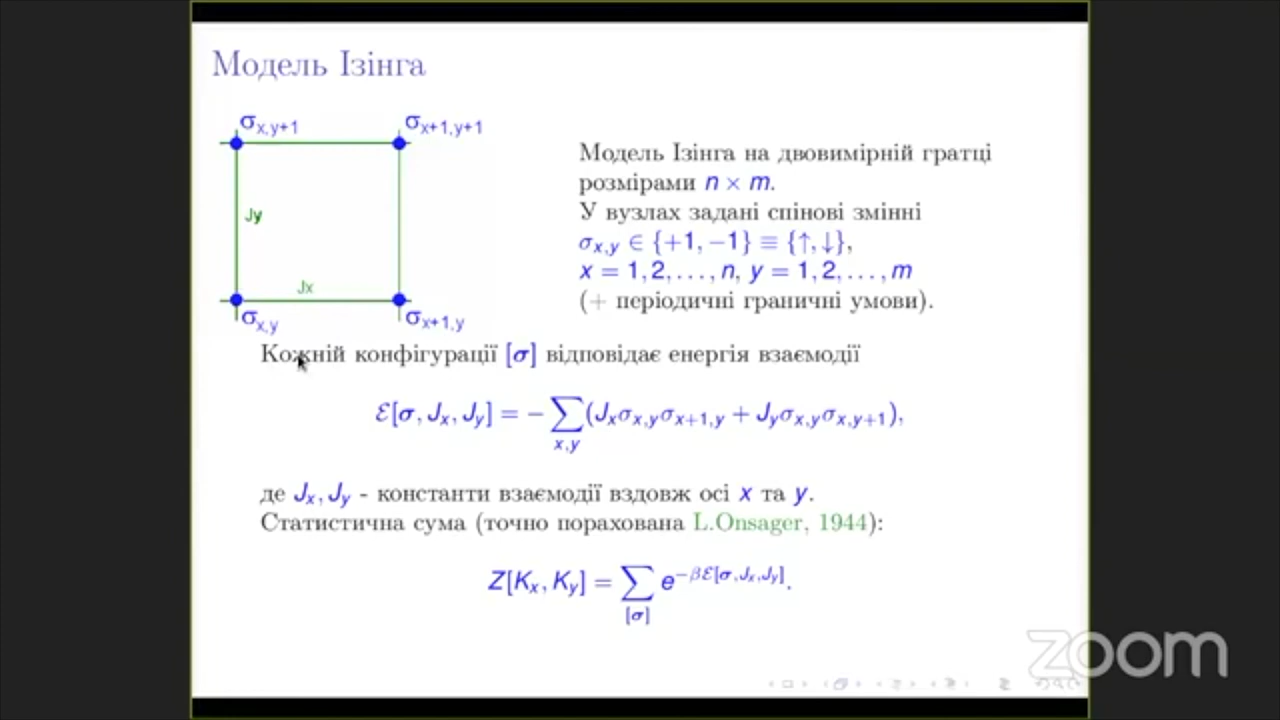 Модель Ізінга
σx,y+1
σx+1,y+1
Jy
Jx
σx,y
σx+1,y
Модель Ізінга на двовимірній гратці
розмірами n × m.
У вузлах задані спінові змінні
σx,y ∈ {+1, −1} ≡ {↑,↓},
x = 1, 2, . . . , n, y = 1, 2, . . . , m
(+ періодичні граничні умови).
Кожній конфігурації [σ] відповідає енергія взаємодії
ℰ[σ, Jx, Jy] = − ∑x,y (Jxσx,yσx+1,y + Jyσx,yσx,y+1),
де Jx, Jy - константи взаємодії вздовж осі x та y.
Статистична сума (точно порахована L.Onsager, 1944):
Z[Kx, Ky] = ∑[σ] e−βℰ[σ,Jx,Jy].
zoom